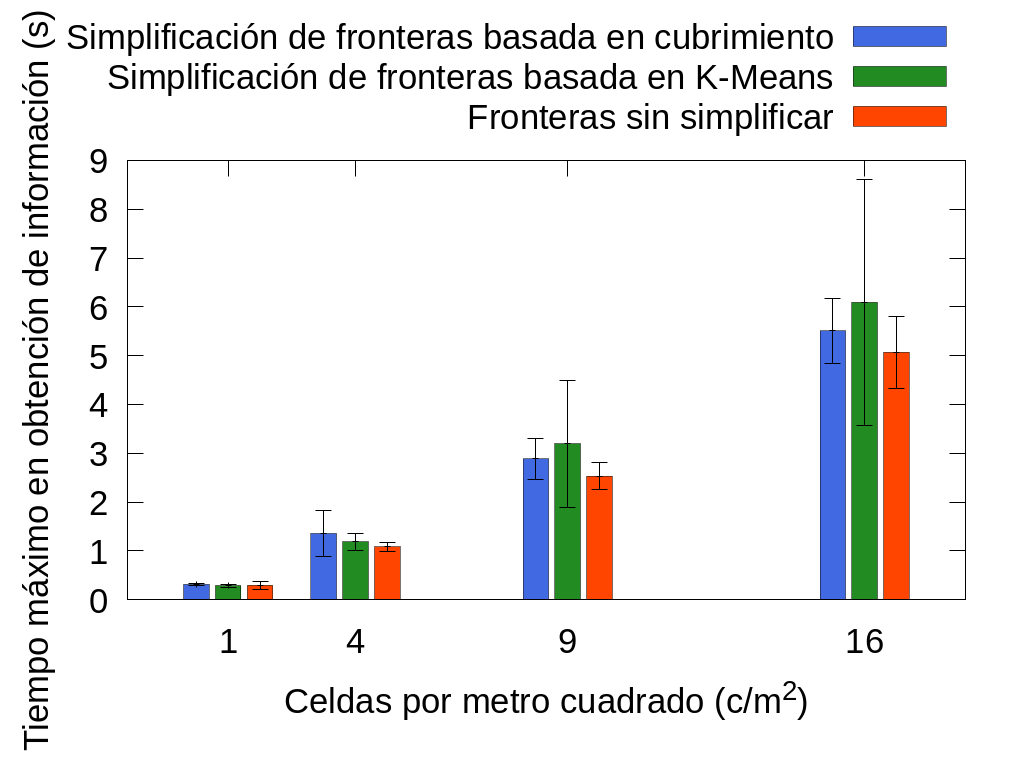 Simplificación de fronteras basada en cubrimiento
Simplificación de fronteras basada en K-Means
Fronteras sin simplificar
Tiempo máximo en obtención de información (s)
9
8
7
6
5
4
3
2
1
0
1 4 9 16
Celdas por metro cuadrado (c/m²)